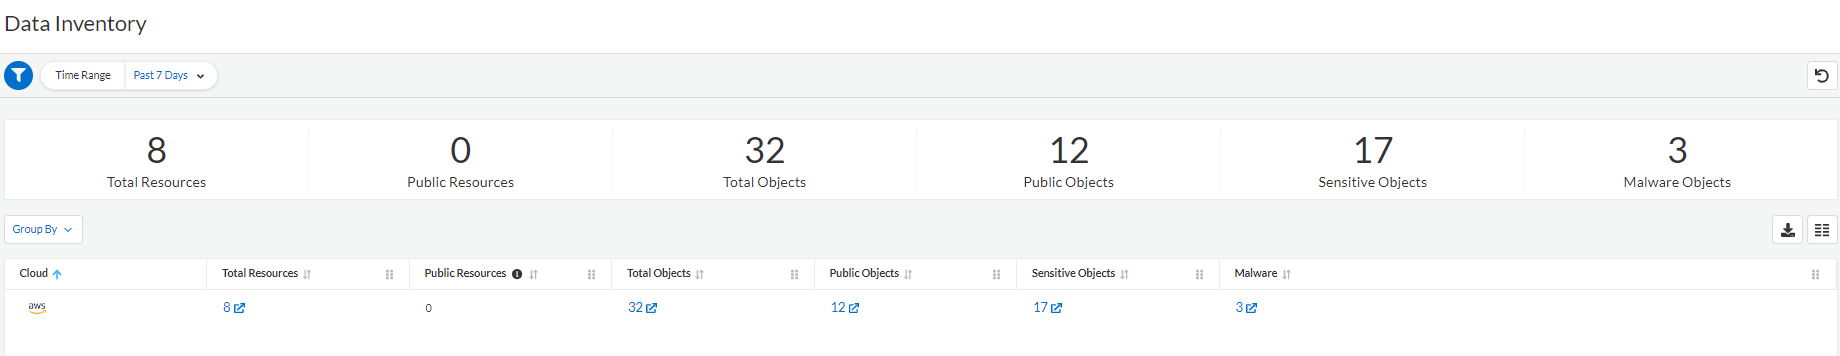 Data Inventory
Time Range Past 7 Days
8 0 32 12 17 3
Total Resources Public Resources Total Objects Public Objects Sensitive Objects Malware Objects
Group By
Cloud Total Resources Public Resources Total Objects Public Objects Sensitive Objects Malware
aws 8 0 32 12 17 3